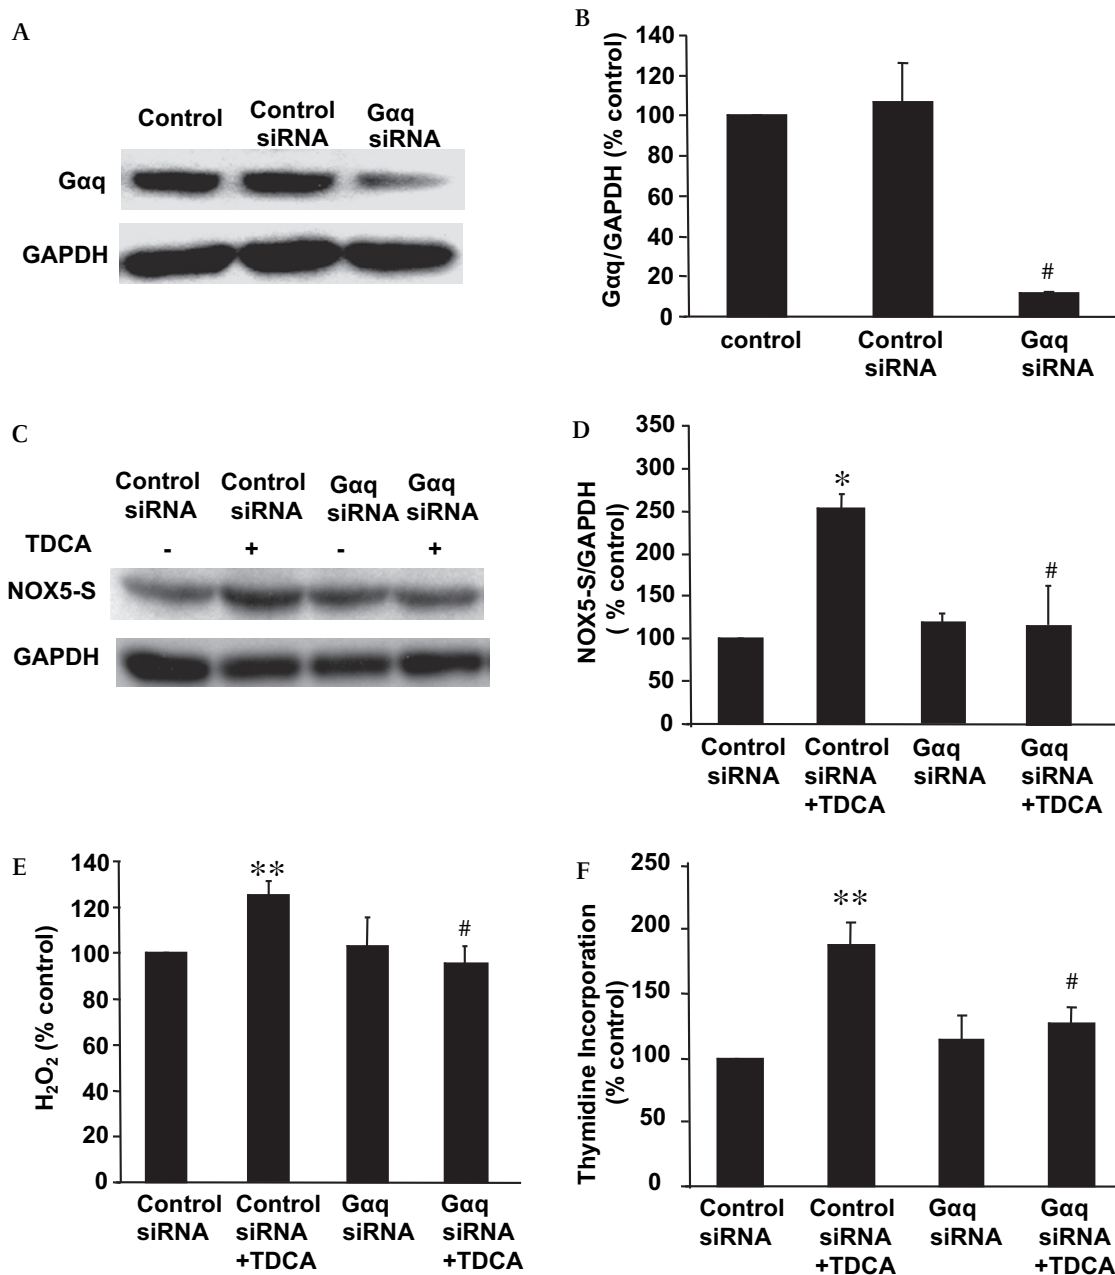 A
Control
Control
siRNA
Gαq
siRNA
Gαq
GAPDH
B
Gαq/GAPDH (% control)
140
120
100
80
60
40
20
0
#
control
Control
siRNA
Gαq
siRNA
C
Control
siRNA
Control
siRNA
Gαq
siRNA
Gαq
siRNA
TDCA - + - +
NOX5-S
GAPDH
D
NOX5-S/GAPDH
( % control)
350
300
250
200
150
100
50
0
*
#
Control
siRNA
Control
siRNA
+TDCA
Gαq
siRNA
Gαq
siRNA
+TDCA
E
H2O2 (% control)
140
120
100
80
60
40
20
0
**
#
Control
siRNA
Control
siRNA
+TDCA
Gαq
siRNA
Gαq
siRNA
+TDCA
F
Thymidine Incorporation
(% control)
250
200
150
100
50
0
**
#
Control
siRNA
Control
siRNA
+TDCA
Gαq
siRNA
Gαq
siRNA
+TDCA